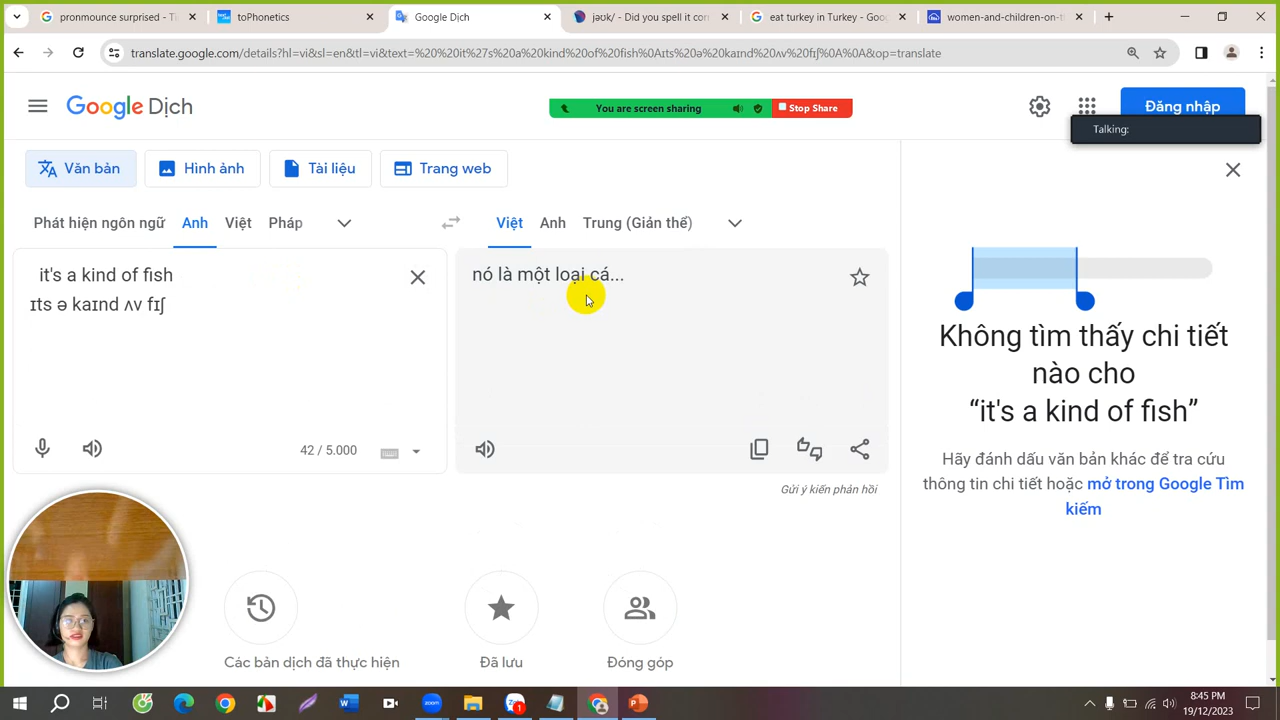 pronmounce surprised - Ti
toPhonetics
Google Dịch
jəʊk/ - Did you spell it corr
eat turkey in Turkey - Goo
women-and-children-on-t
translate.google.com/details?hl=vi&sl=en&tl=vi&text=%20%20it%27s%20a%20kind%20of%20fish%0Aɪts%20ə%20kaɪnd%20ʌv%20fɪʃ%0A%0A&op=translate
Google Dịch
You are screen sharing
Stop Share
Đăng nhập
Talking:
Văn bản
Hình ảnh
Tài liệu
Trang web
Phát hiện ngôn ngữ
Anh
Việt
Pháp
Việt
Anh
Trung (Giản thể)
it's a kind of fish
ɪts ə kaɪnd ʌv fɪʃ
nó là một loại cá...
42 / 5.000
Gửi ý kiến phản hồi
Không tìm thấy chi tiết
nào cho
“it's a kind of fish”
Hãy đánh dấu văn bản khác để tra cứu
thông tin chi tiết hoặc mở trong Google Tìm
kiếm
Các bản dịch đã thực hiện
Đã lưu
Đóng góp
8:45 PM
19/12/2023